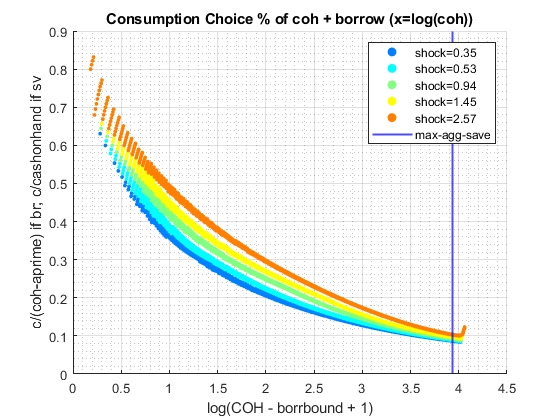 Consumption Choice % of coh + borrow (x=log(coh))
c/(coh-aprime) if br, c/cashonhand if sv
0.9
0.8
0.7
0.6
0.5
0.4
0.3
0.2
0.1
0
shock=0.35
shock=0.53
shock=0.94
shock=1.45
shock=2.57
max-agg-save
0 0.5 1 1.5 2 2.5 3 3.5 4 4.5
log(COH - borrbound + 1)